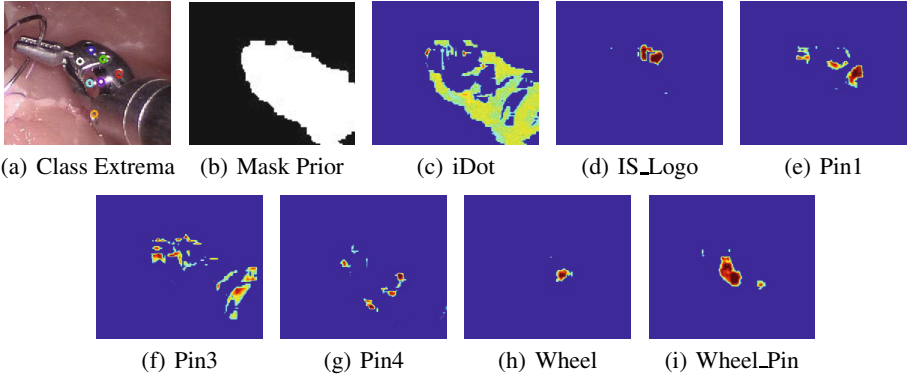 (a) Class Extrema (b) Mask Prior (c) iDot (d) IS_Logo (e) Pin1
(f) Pin3 (g) Pin4 (h) Wheel (i) Wheel_Pin